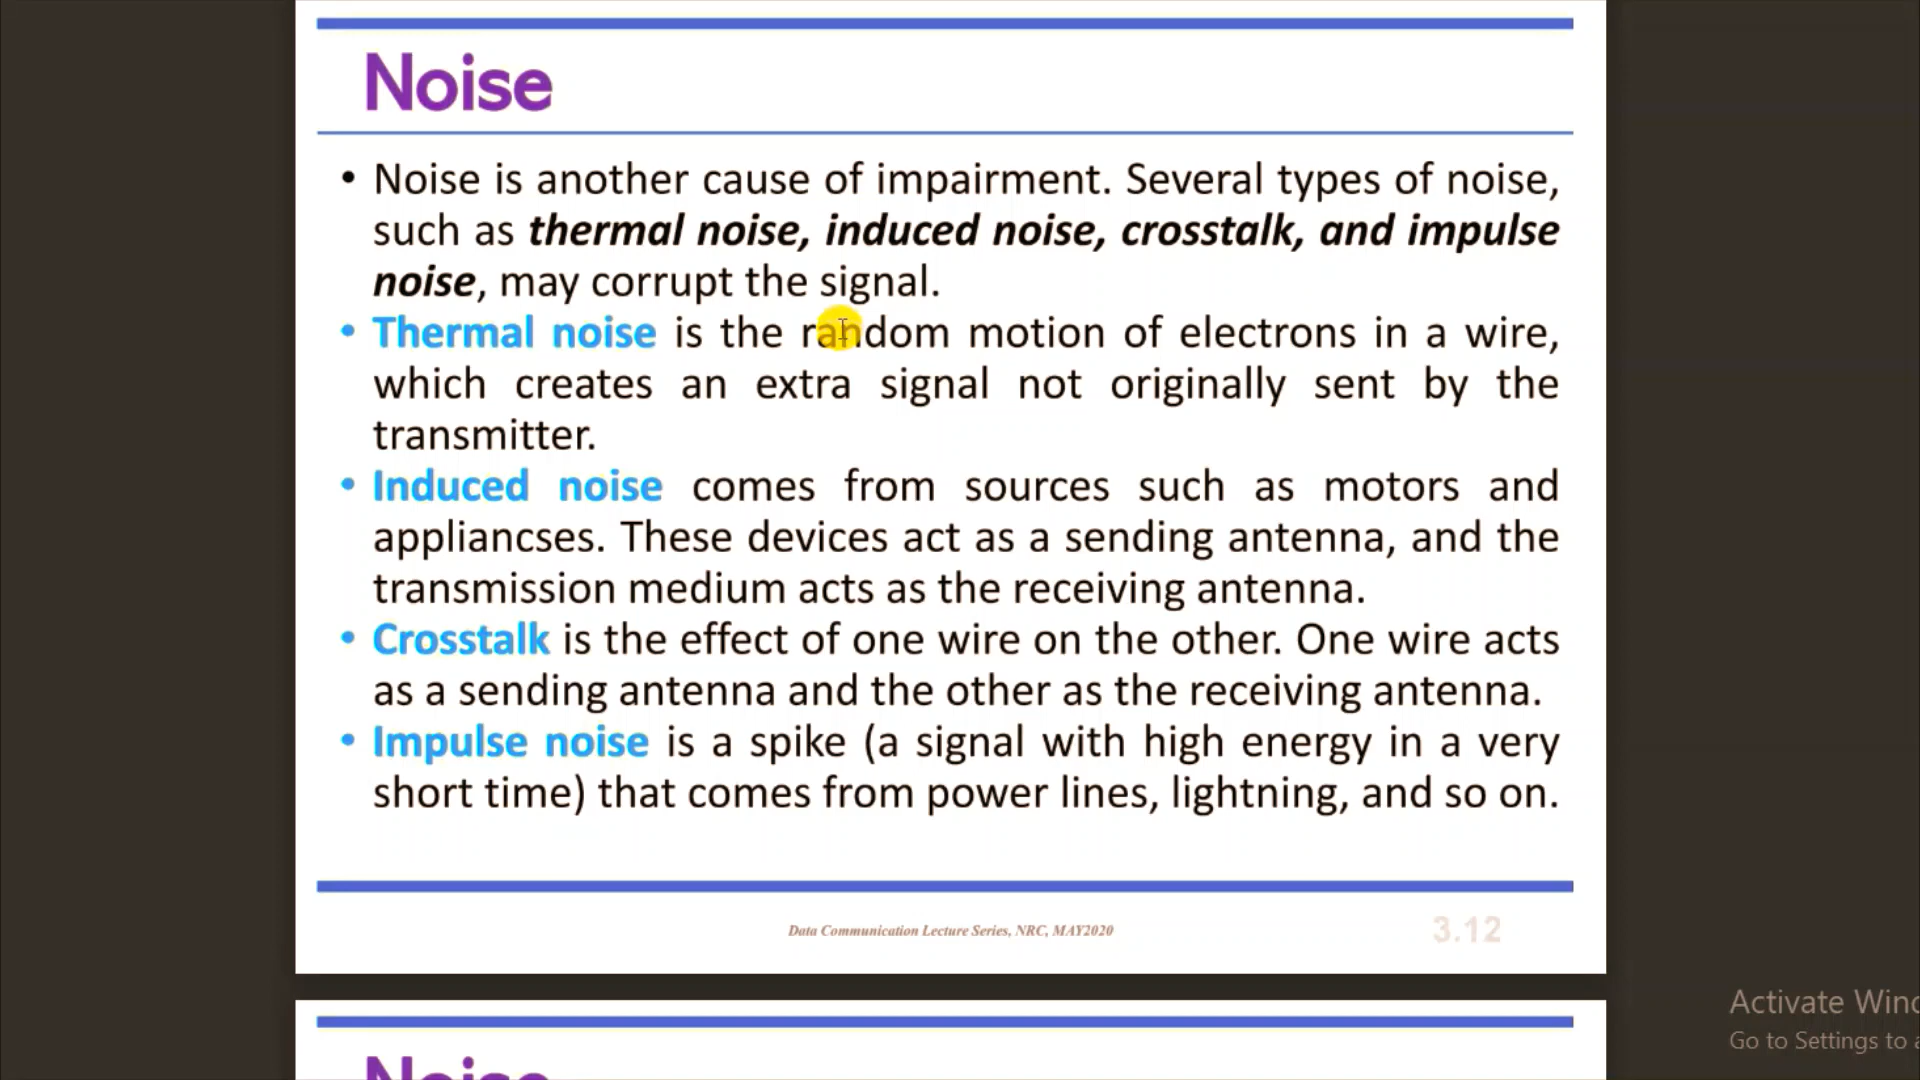 Noise
• Noise is another cause of impairment. Several types of noise,
such as thermal noise, induced noise, crosstalk, and impulse
noise, may corrupt the signal.
• Thermal noise is the random motion of electrons in a wire,
which creates an extra signal not originally sent by the
transmitter.
• Induced noise comes from sources such as motors and
appliancses. These devices act as a sending antenna, and the
transmission medium acts as the receiving antenna.
• Crosstalk is the effect of one wire on the other. One wire acts
as a sending antenna and the other as the receiving antenna.
• Impulse noise is a spike (a signal with high energy in a very
short time) that comes from power lines, lightning, and so on.
Data Communication Lecture Series, NRC, MAY2020
3.12
Activate Wind
Go to Settings to a
Noise